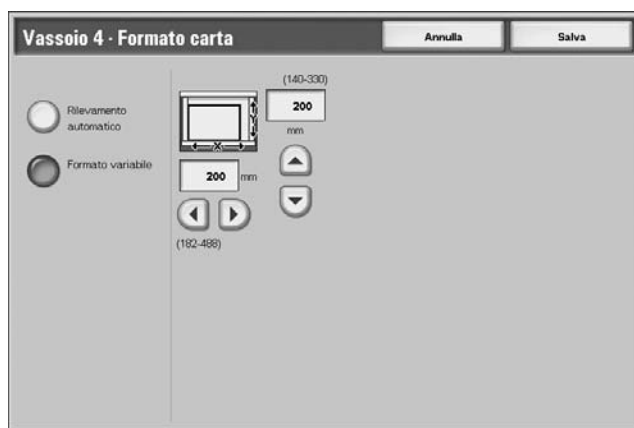 Vassoio 4 - Formato carta
Annulla
Salva
Rilevamento
automatico
Formato variabile
(140-330)
200
mm
Y
X
200 mm
(182-488)